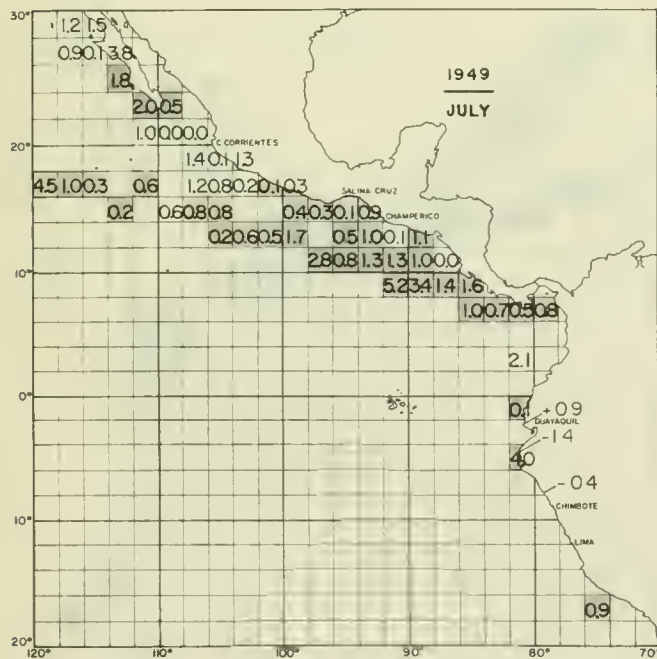 30°
1.2 1.5
0.9 0.1 3.8
1949
1.8
JULY
2.0 0.5
1.0 0.0 0.0
C. CORRIENTES
20°
1.4 0.1 1.3
4.5 1.0 0.3 0.6 1.2 0.8 0.2 0.1 0.3
SALINA CRUZ
0.2 0.6 0.8 0.8 0.4 0.3 0.1 0.9
CHAMPERICO
0.2 0.6 0.5 1.7 0.5 1.0 0.1 1.1
10°
2.8 0.8 1.3 1.3 1.0 0.0
5.2 3.4 1.4 1.6
1.0 0.7 0.5 0.8
2.1
0°
0.1 +0.9
GUAYAQUIL
-1.4
4.0
-0.4
CHIMBOTE
10°
LIMA
0.9
20°
120° 110° 100° 90° 80° 70°